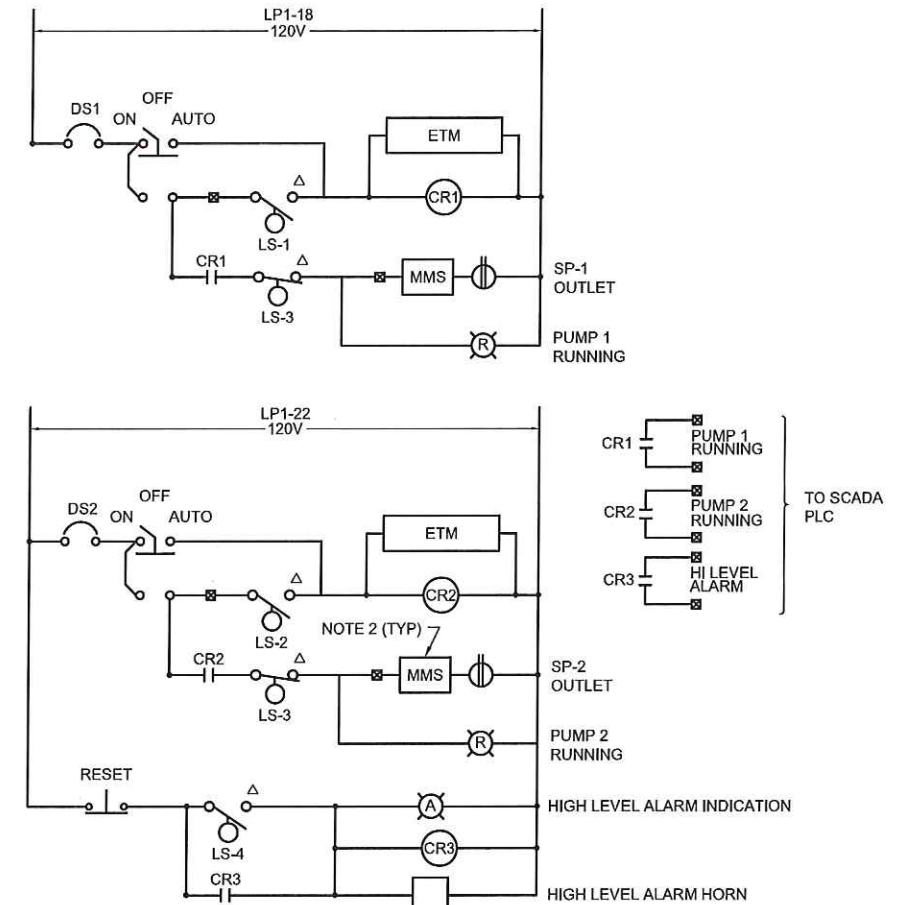 LP1-18
120V
OFF
DS1
ON
AUTO
ETM
Δ
CR1
LS-1
CR1
Δ
MMS
SP-1
OUTLET
LS-3
R
PUMP 1
RUNNING
LP1-22
120V
CR1
PUMP 1
RUNNING
OFF
DS2
ON
AUTO
ETM
CR2
PUMP 2
RUNNING
TO SCADA
PLC
CR3
HI LEVEL
ALARM
Δ
CR2
LS-2
NOTE 2 (TYP)
CR2
Δ
MMS
SP-2
OUTLET
LS-3
R
PUMP 2
RUNNING
RESET
Δ
A
HIGH LEVEL ALARM INDICATION
LS-4
CR3
CR3
HIGH LEVEL ALARM HORN